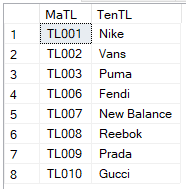 MaTL TenTL
1 TL001 Nike
2 TL002 Vans
3 TL003 Puma
4 TL006 Fendi
5 TL007 New Balance
6 TL008 Reebok
7 TL009 Prada
8 TL010 Gucci